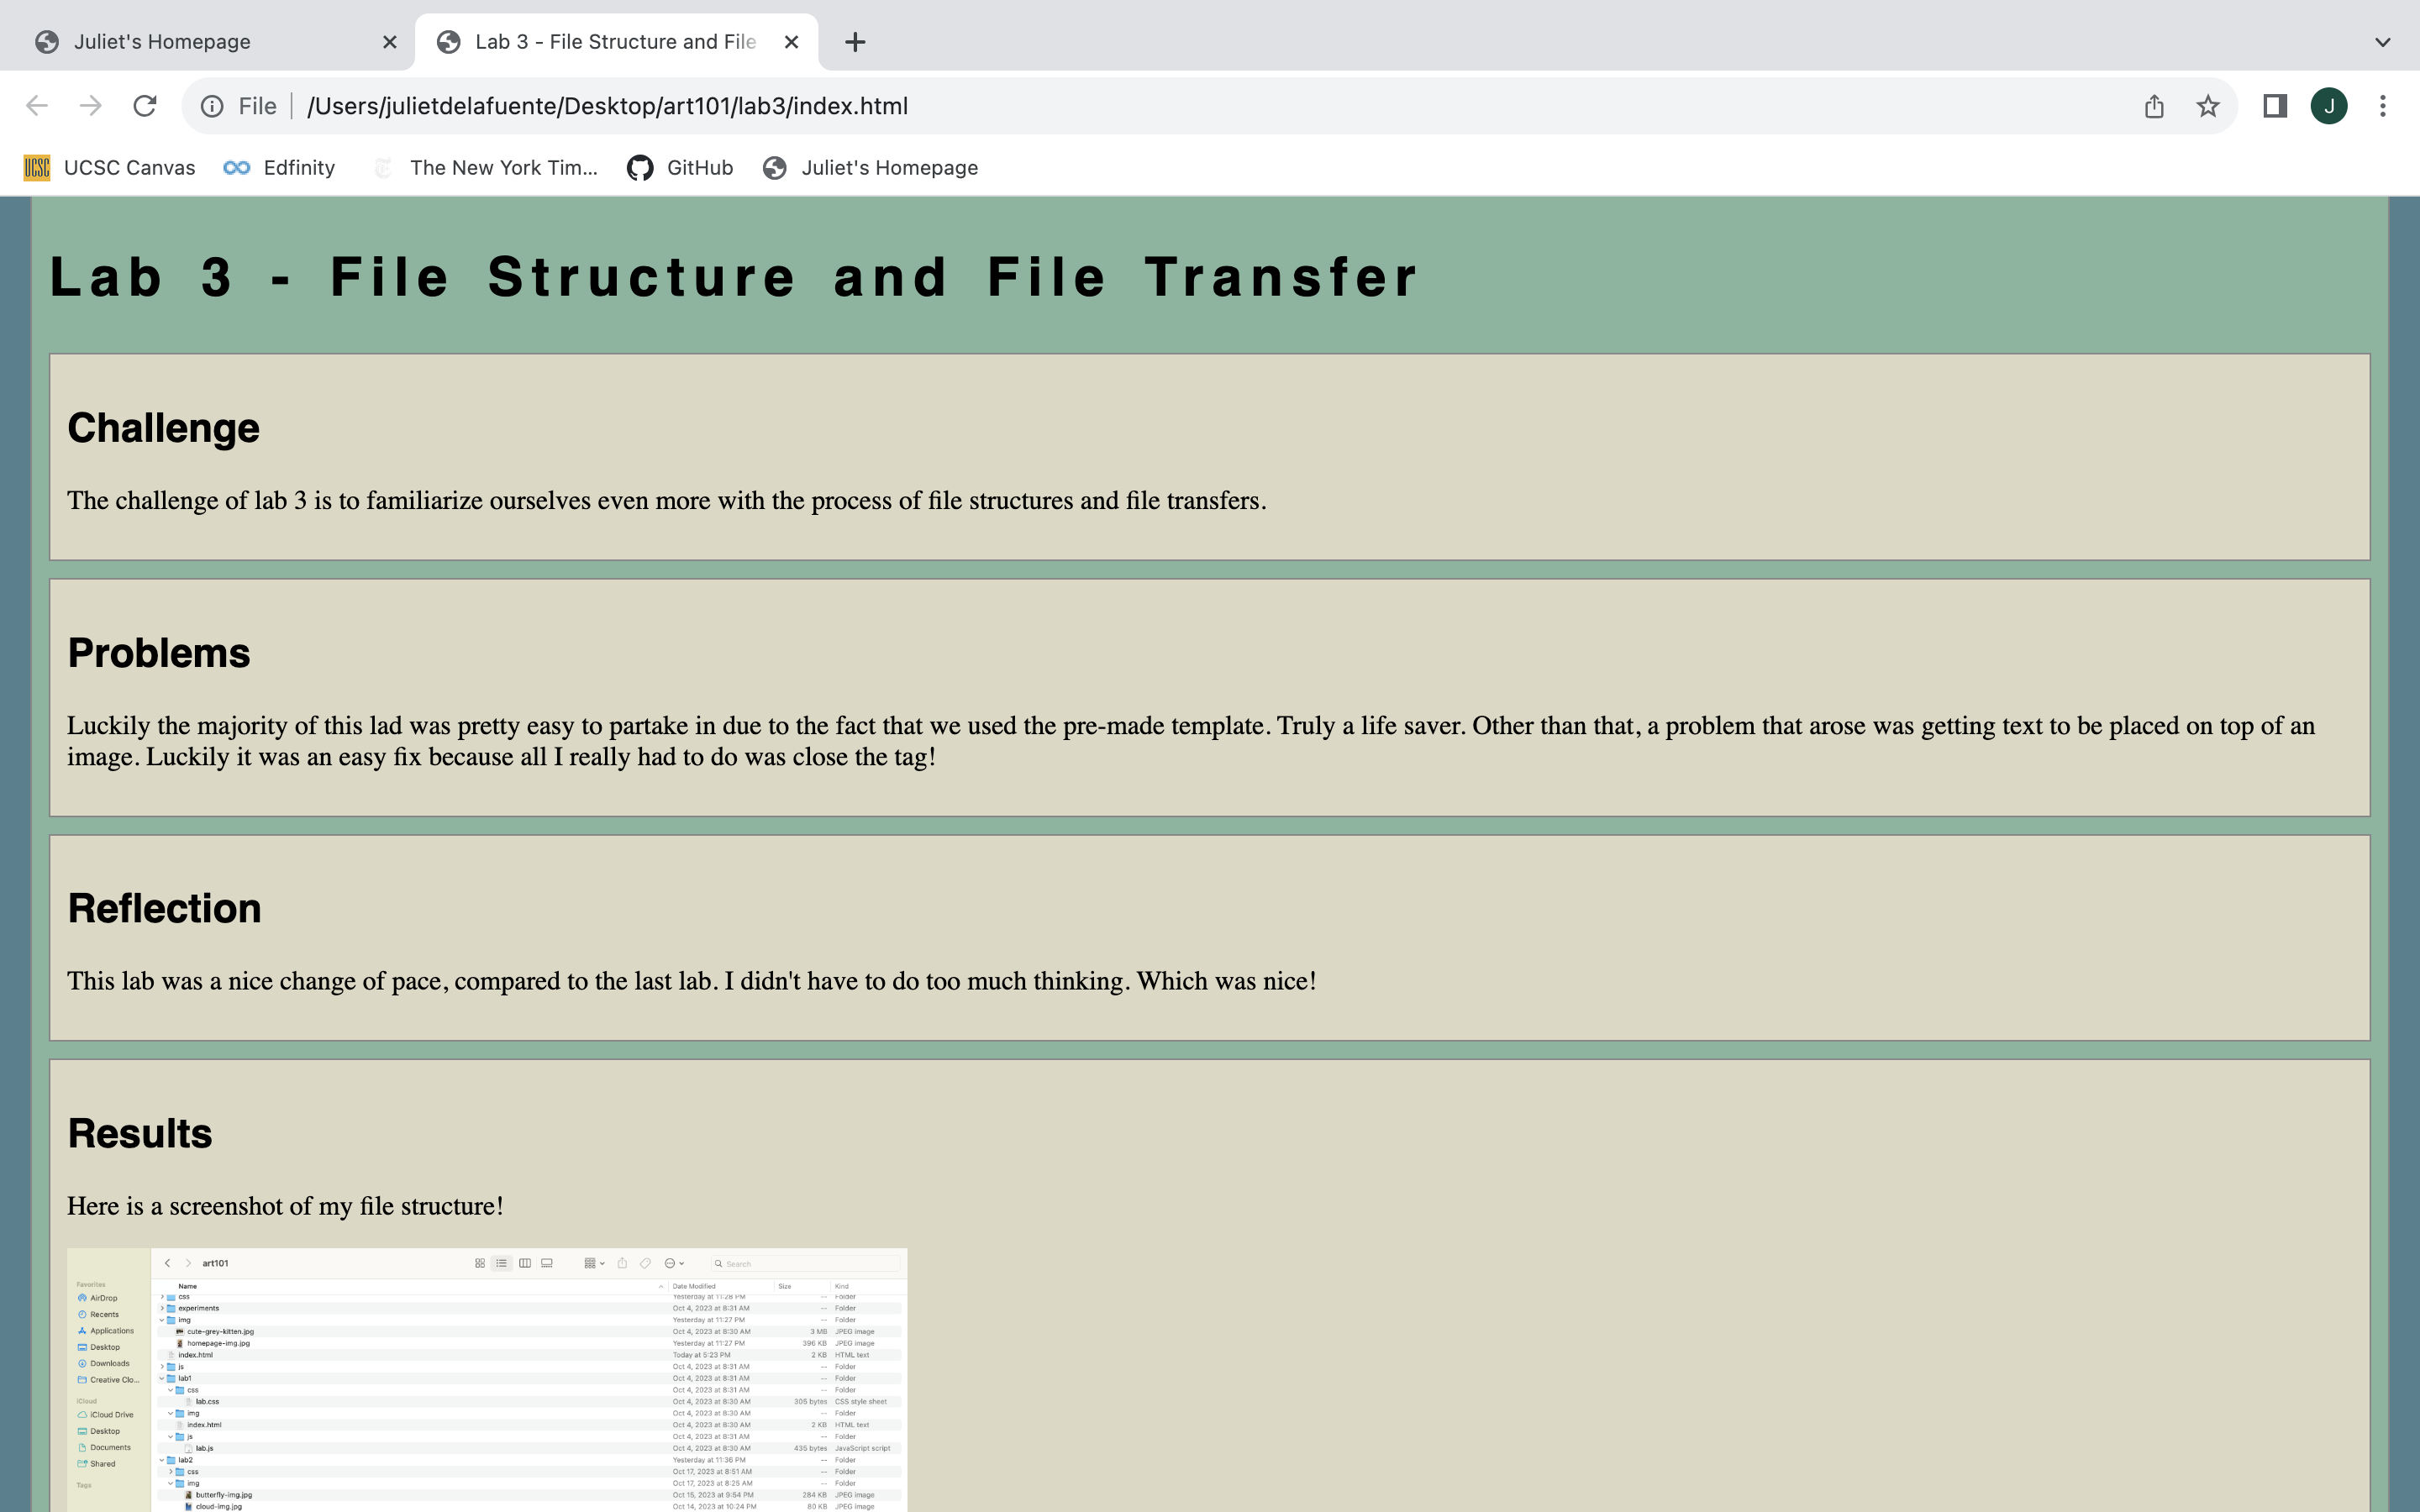 Juliet's Homepage
Lab 3 - File Structure and File
File
/Users/julietdelafuente/Desktop/art101/lab3/index.html
J
UCSC UCSC Canvas
Edfinity
The New York Tim...
GitHub
Juliet's Homepage
Lab 3 - File Structure and File Transfer
Challenge
The challenge of lab 3 is to familiarize ourselves even more with the process of file structures and file transfers.
Problems
Luckily the majority of this lad was pretty easy to partake in due to the fact that we used the pre-made template. Truly a life saver. Other than that, a problem that arose was getting text to be placed on top of an
image. Luckily it was an easy fix because all I really had to do was close the tag!
Reflection
This lab was a nice change of pace, compared to the last lab. I didn't have to do too much thinking. Which was nice!
Results
Here is a screenshot of my file structure!
art101
Search
Favorites
AirDrop
Recents
Applications
Desktop
Downloads
Creative Clo...
iCloud
iCloud Drive
Desktop
Documents
Shared
Tags
Name Date Modified Size Kind
css Yesterday at 11:28 PM -- Folder
experiments Oct 4, 2023 at 8:31 AM -- Folder
img Yesterday at 11:27 PM -- Folder
cute-grey-kitten.jpg Oct 4, 2023 at 8:30 AM 3 MB JPEG image
homepage-img.jpg Yesterday at 11:27 PM 396 KB JPEG image
index.html Today at 5:23 PM 2 KB HTML text
js Oct 4, 2023 at 8:31 AM -- Folder
lab1 Oct 4, 2023 at 8:31 AM -- Folder
css Oct 4, 2023 at 8:31 AM -- Folder
lab.css Oct 4, 2023 at 8:30 AM 305 bytes CSS style sheet
img Oct 4, 2023 at 8:30 AM -- Folder
index.html Oct 4, 2023 at 8:30 AM 2 KB HTML text
js Oct 4, 2023 at 8:31 AM -- Folder
lab.js Oct 4, 2023 at 8:30 AM 435 bytes JavaScript script
lab2 Yesterday at 11:36 PM -- Folder
css Oct 17, 2023 at 8:51 AM -- Folder
img Oct 17, 2023 at 8:25 AM -- Folder
butterfly-img.jpg Oct 15, 2023 at 9:54 PM 284 KB JPEG image
cloud-img.jpg Oct 14, 2023 at 10:24 PM 80 KB JPEG image